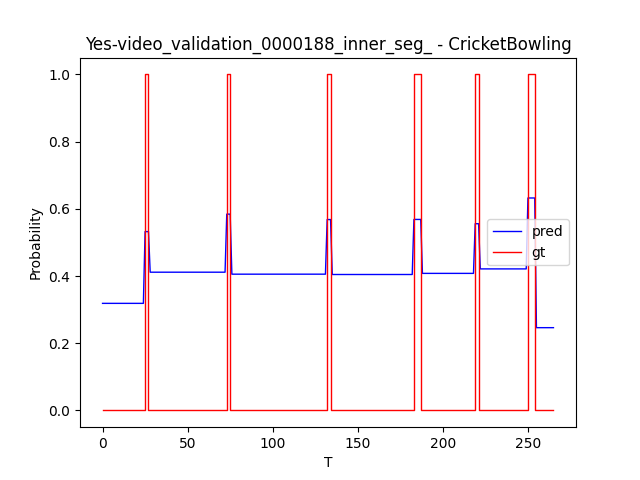 Yes-video_validation_0000188_inner_seg_ - CricketBowling
1.0
0.8
0.6
0.4
0.2
0.0
Probability
pred
gt
0 50 100 150 200 250
T